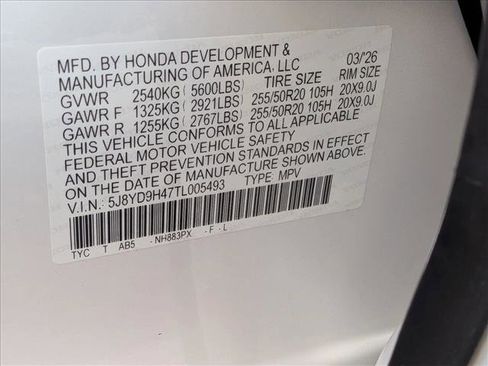 MFD. BY HONDA DEVELOPMENT &
MANUFACTURING OF AMERICA, LLC 03/'26
GVWR 2540KG ( 5600LBS) TIRE SIZE RIM SIZE
GAWR F 1325KG ( 2921LBS) 255/50R20 105H 20X9.0J
GAWR R 1255KG ( 2767LBS) 255/50R20 105H 20X9.0J
THIS VEHICLE CONFORMS TO ALL APPLICABLE
FEDERAL MOTOR VEHICLE SAFETY
AND THEFT PREVENTION STANDARDS IN EFFECT
ON THE DATE OF MANUFACTURE SHOWN ABOVE.
V.I.N.: 5J8YD9H47TL005493 TYPE: MPV
TYC T AB5 -NH883PX -F -L